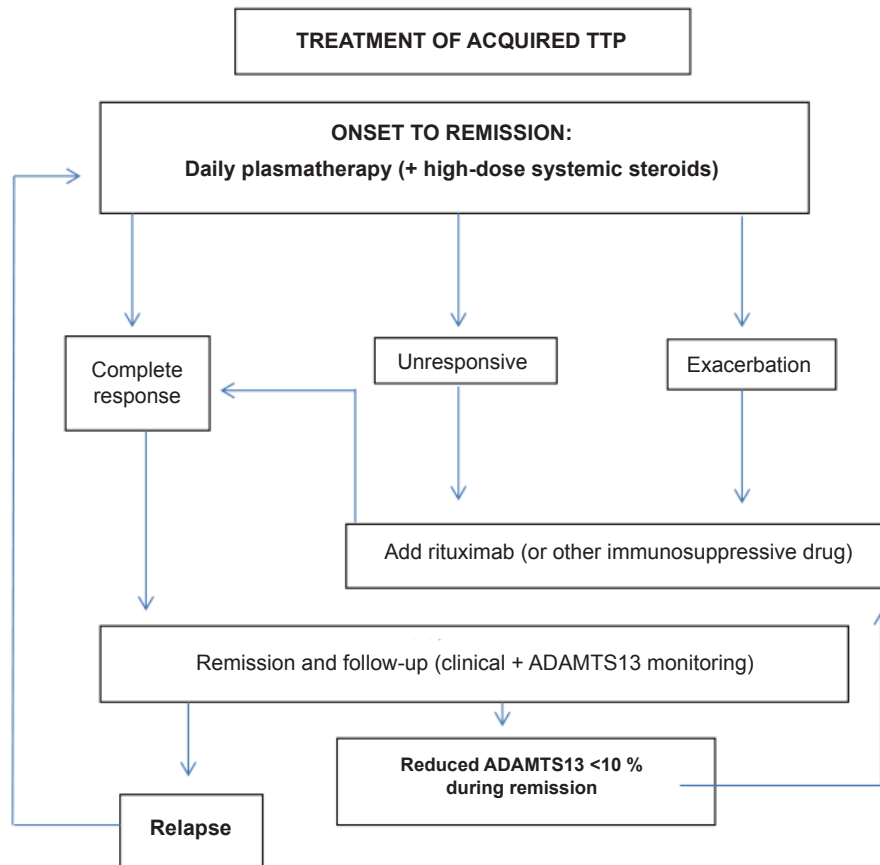 TREATMENT OF ACQUIRED TTP
ONSET TO REMISSION:
Daily plasmatherapy (+ high-dose systemic steroids)
Complete
response
Unresponsive
Exacerbation
Add rituximab (or other immunosuppressive drug)
Remission and follow-up (clinical + ADAMTS13 monitoring)
Reduced ADAMTS13 <10 %
during remission
Relapse